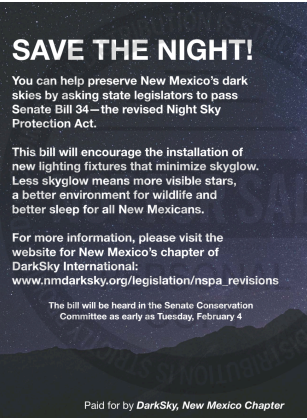 SAVE THE NIGHT!
You can help preserve New Mexico's dark
skies by asking state legislators to pass
Senate Bill 34—the revised Night Sky
Protection Act.
This bill will encourage the installation of
new lighting fixtures that minimize skyglow.
Less skyglow means more visible stars,
a better environment for wildlife and
better sleep for all New Mexicans.
For more information, please visit the
website for New Mexico's chapter of
DarkSky International:
www.nmdarksky.org/legislation/nspa_revisions
The bill will be heard in the Senate Conservation
Committee as early as Tuesday, February 4
Paid for by DarkSky, New Mexico Chapter